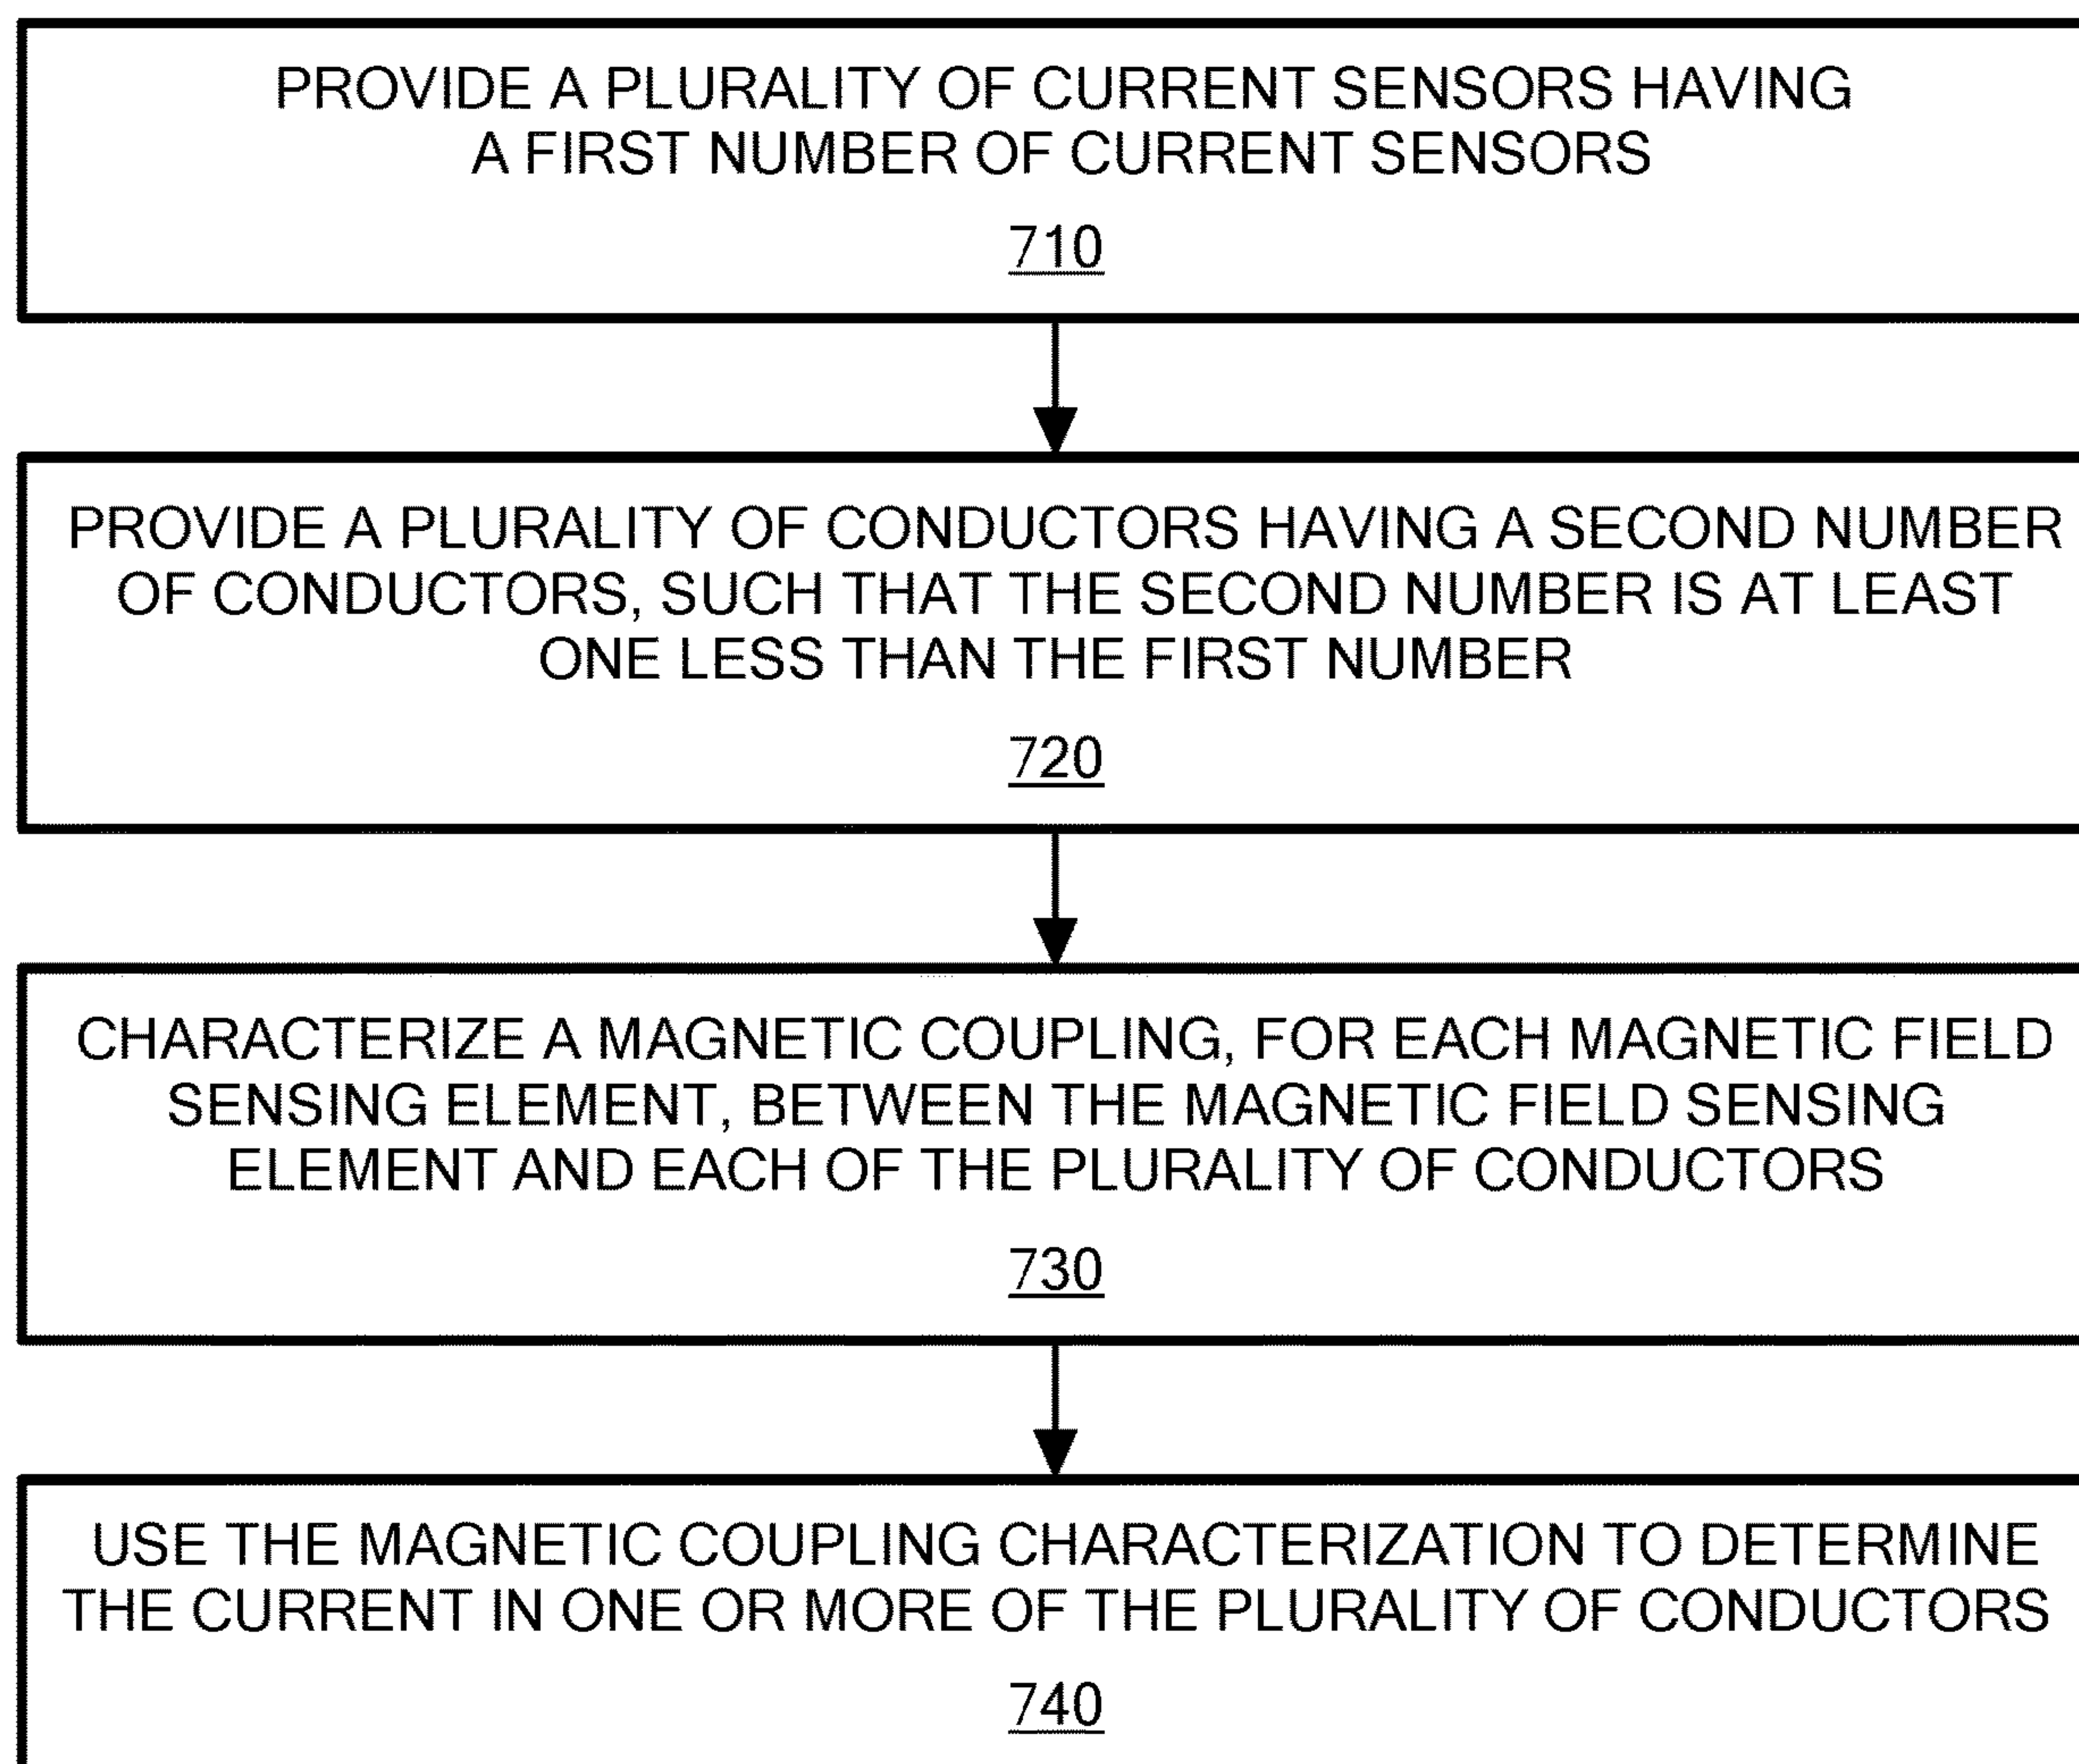 PROVIDE A PLURALITY OF CURRENT SENSORS HAVING
A FIRST NUMBER OF CURRENT SENSORS
710
PROVIDE A PLURALITY OF CONDUCTORS HAVING A SECOND NUMBER
OF CONDUCTORS, SUCH THAT THE SECOND NUMBER IS AT LEAST
ONE LESS THAN THE FIRST NUMBER
720
CHARACTERIZE A MAGNETIC COUPLING, FOR EACH MAGNETIC FIELD
SENSING ELEMENT, BETWEEN THE MAGNETIC FIELD SENSING
ELEMENT AND EACH OF THE PLURALITY OF CONDUCTORS
730
USE THE MAGNETIC COUPLING CHARACTERIZATION TO DETERMINE
THE CURRENT IN ONE OR MORE OF THE PLURALITY OF CONDUCTORS
740